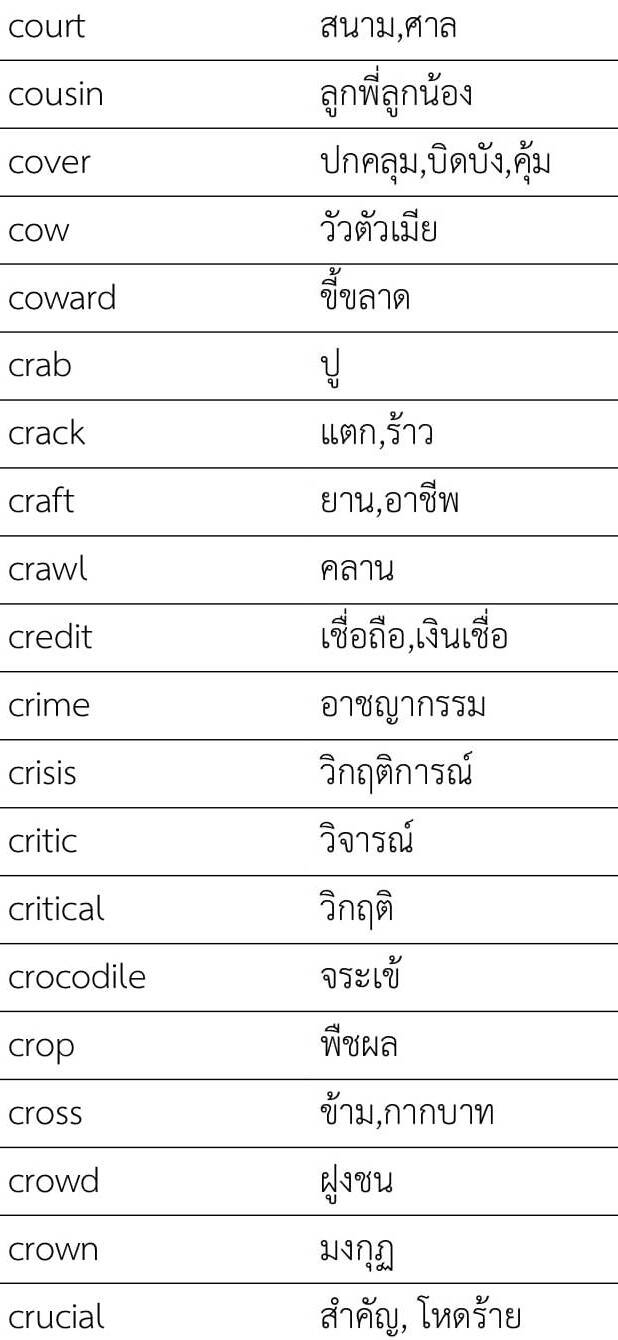 court สนาม,ศาล
cousin ลูกพี่ลูกน้อง
cover ปกคลุม,บิดบัง,คุ้ม
cow วัวตัวเมีย
coward ขี้ขลาด
crab ปู
crack แตก,ร้าว
craft ยาน,อาชีพ
crawl คลาน
credit เชื่อถือ,เงินเชื่อ
crime อาชญากรรม
crisis วิกฤติการณ์
critic วิจารณ์
critical วิกฤติ
crocodile จระเข้
crop พืชผล
cross ข้าม,กากบาท
crowd ฝูงชน
crown มงกุฏ
crucial สำคัญ, โหดร้าย